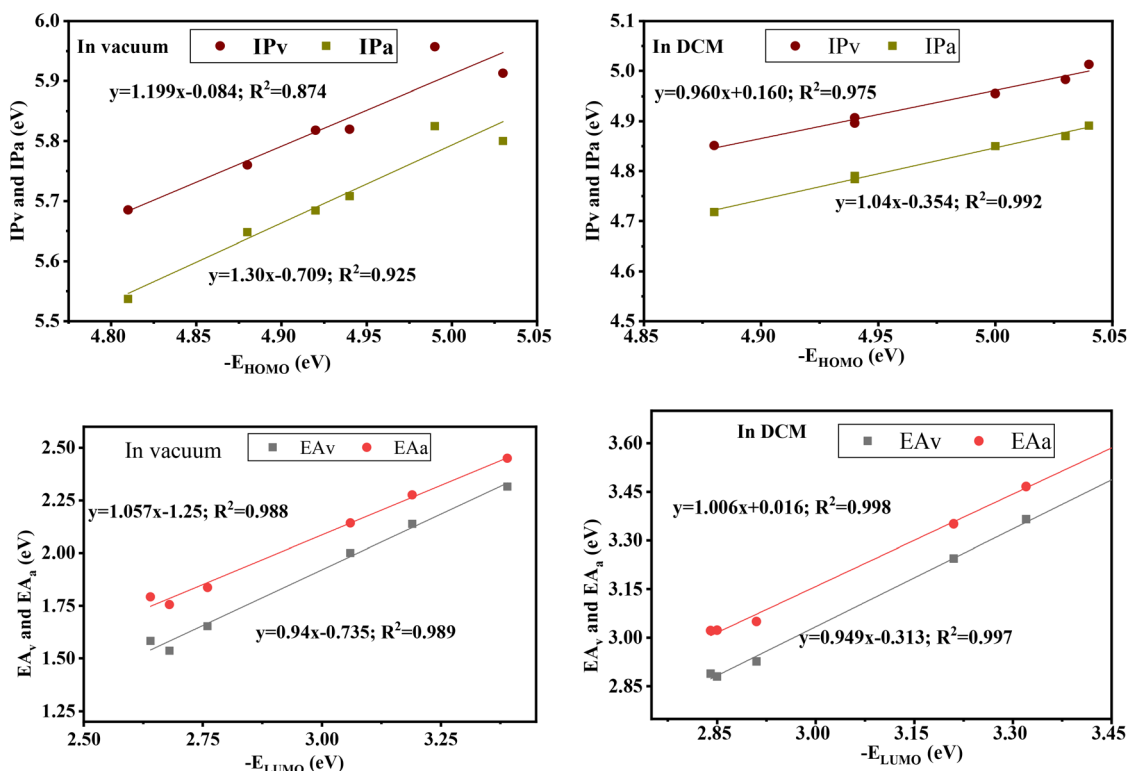 In vacuum
IPv IPa
y=1.199x-0.084; R²=0.874
y=1.30x-0.709; R²=0.925
IPv and IPa (eV)
6.0
5.9
5.8
5.7
5.6
5.5
4.80 4.85 4.90 4.95 5.00 5.05
-E_HOMO (eV)
In DCM
IPv IPa
y=0.960x+0.160; R²=0.975
y=1.04x-0.354; R²=0.992
IPv and IPa (eV)
5.1
5.0
4.9
4.8
4.7
4.6
4.5
4.85 4.90 4.95 5.00 5.05
-E_HOMO (eV)
In vacuum
EAv EAa
y=1.057x-1.25; R²=0.988
y=0.94x-0.735; R²=0.989
EA_v and EA_a (eV)
2.50
2.25
2.00
1.75
1.50
1.25
2.50 2.75 3.00 3.25
-E_LUMO (eV)
In DCM
EAv EAa
y=1.006x+0.016; R²=0.998
y=0.949x-0.313; R²=0.997
EA_v and EA_a (eV)
3.60
3.45
3.30
3.15
3.00
2.85
2.85 3.00 3.15 3.30 3.45
-E_LUMO (eV)